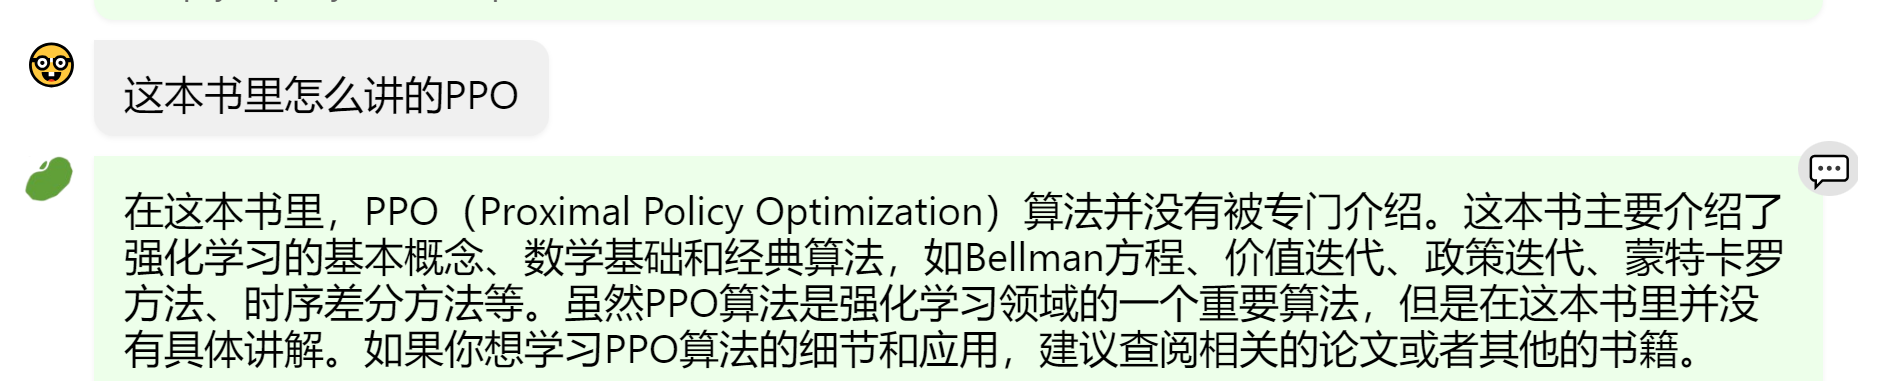 这本书里怎么讲的PPO
在这本书里，PPO（Proximal Policy Optimization）算法并没有被专门介绍。这本书主要介绍了
强化学习的基本概念、数学基础和经典算法，如Bellman方程、价值迭代、政策迭代、蒙特卡罗
方法、时序差分方法等。虽然PPO算法是强化学习领域的一个重要算法，但是在这本书里并没
有具体讲解。如果你想学习PPO算法的细节和应用，建议查阅相关的论文或者其他的书籍。